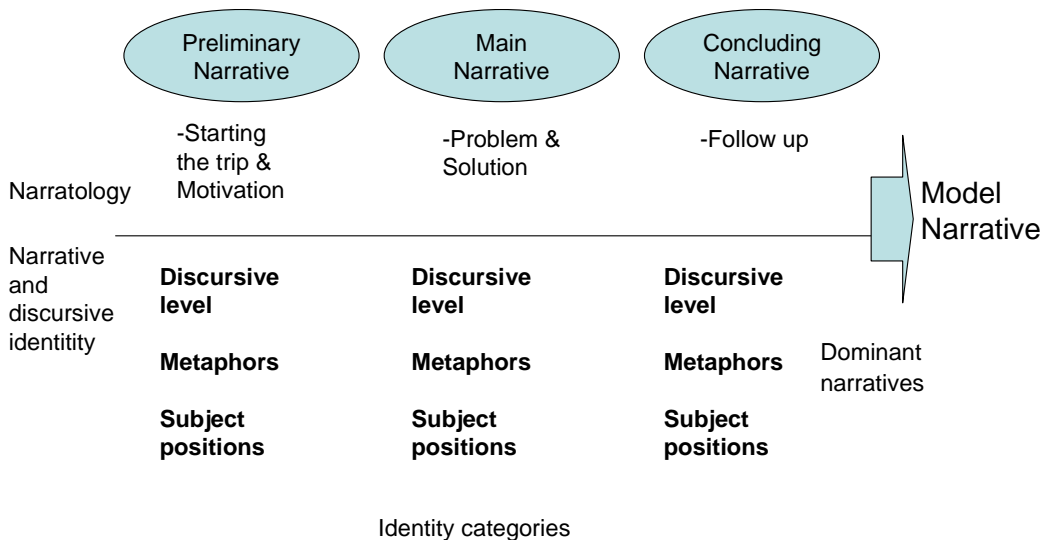 Preliminary
Narrative
Main
Narrative
Concluding
Narrative
-Starting
the trip &
Motivation
-Problem &
Solution
-Follow up
Narratology
Model
Narrative
Narrative
and
discursive
identitity
Discursive
level
Discursive
level
Discursive
level
Metaphors
Metaphors
Metaphors
Dominant
narratives
Subject
positions
Subject
positions
Subject
positions
Identity categories